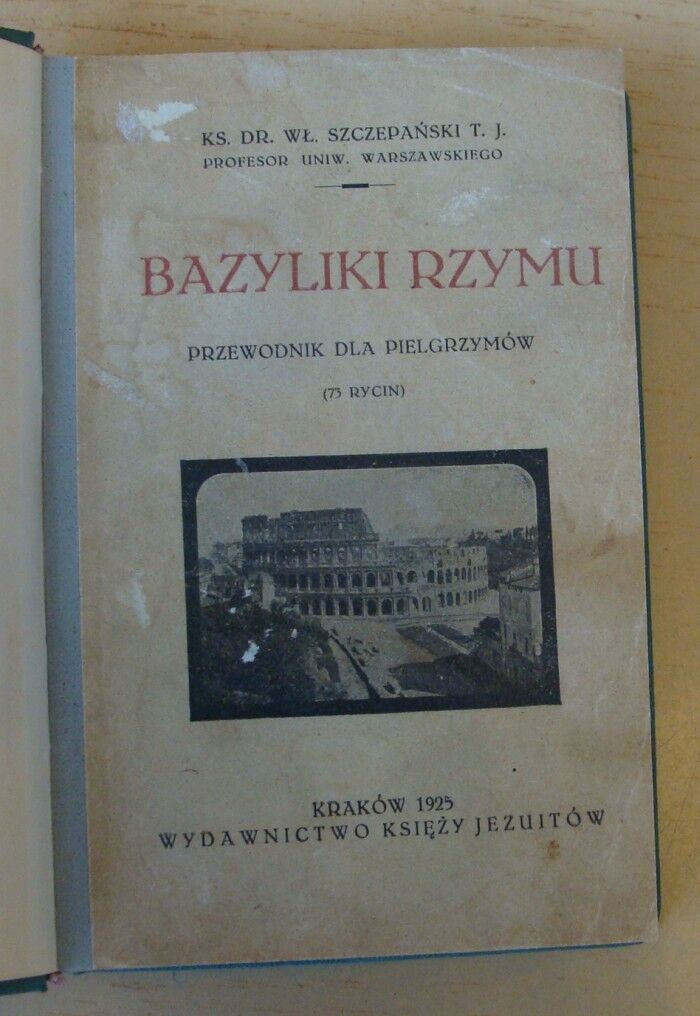 KS. DR. WŁ. SZCZEPAŃSKI T. J.
PROFESOR UNIW. WARSZAWSKIEGO
BAZYLIKI RZYMU
PRZEWODNIK DLA PIELGRZYMÓW
(73 RYCIN)
KRAKÓW 1925
WYDAWNICTWO KSIĘŻY JEZUITÓW